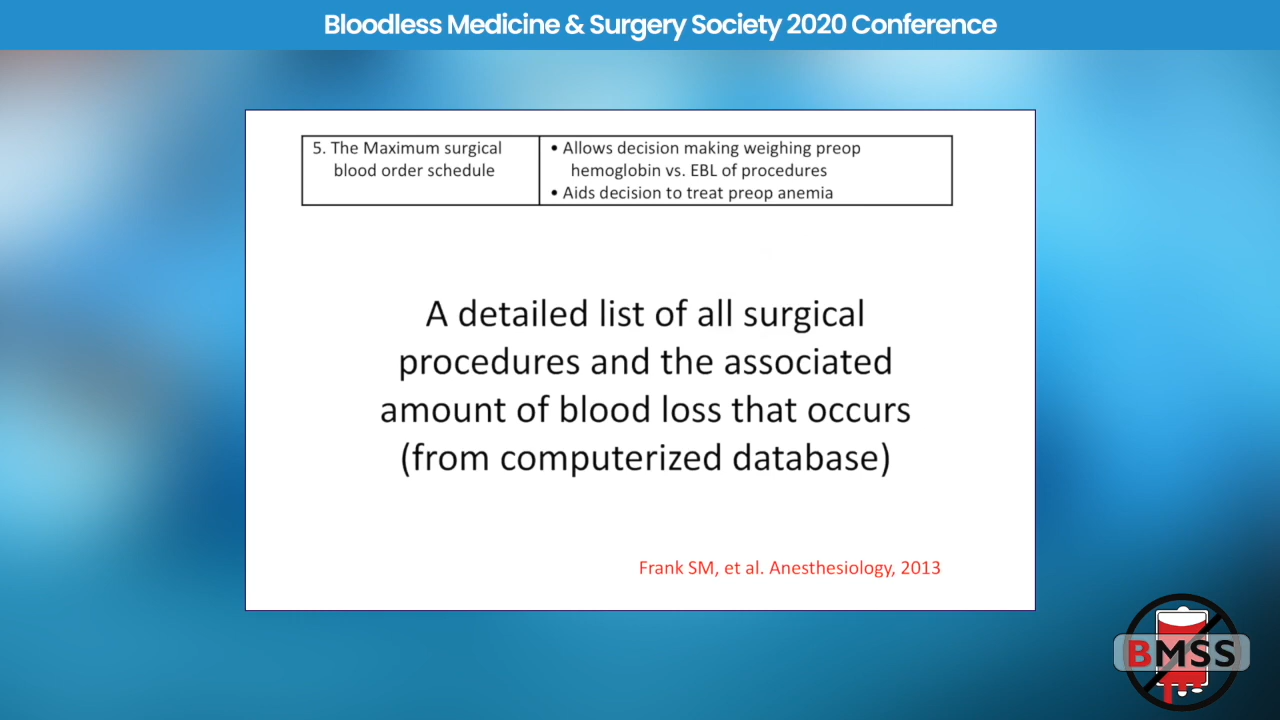 Bloodless Medicine & Surgery Society 2020 Conference
5. The Maximum surgical
blood order schedule
• Allows decision making weighing preop
hemoglobin vs. EBL of procedures
• Aids decision to treat preop anemia
A detailed list of all surgical
procedures and the associated
amount of blood loss that occurs
(from computerized database)
Frank SM, et al. Anesthesiology, 2013
BMSS